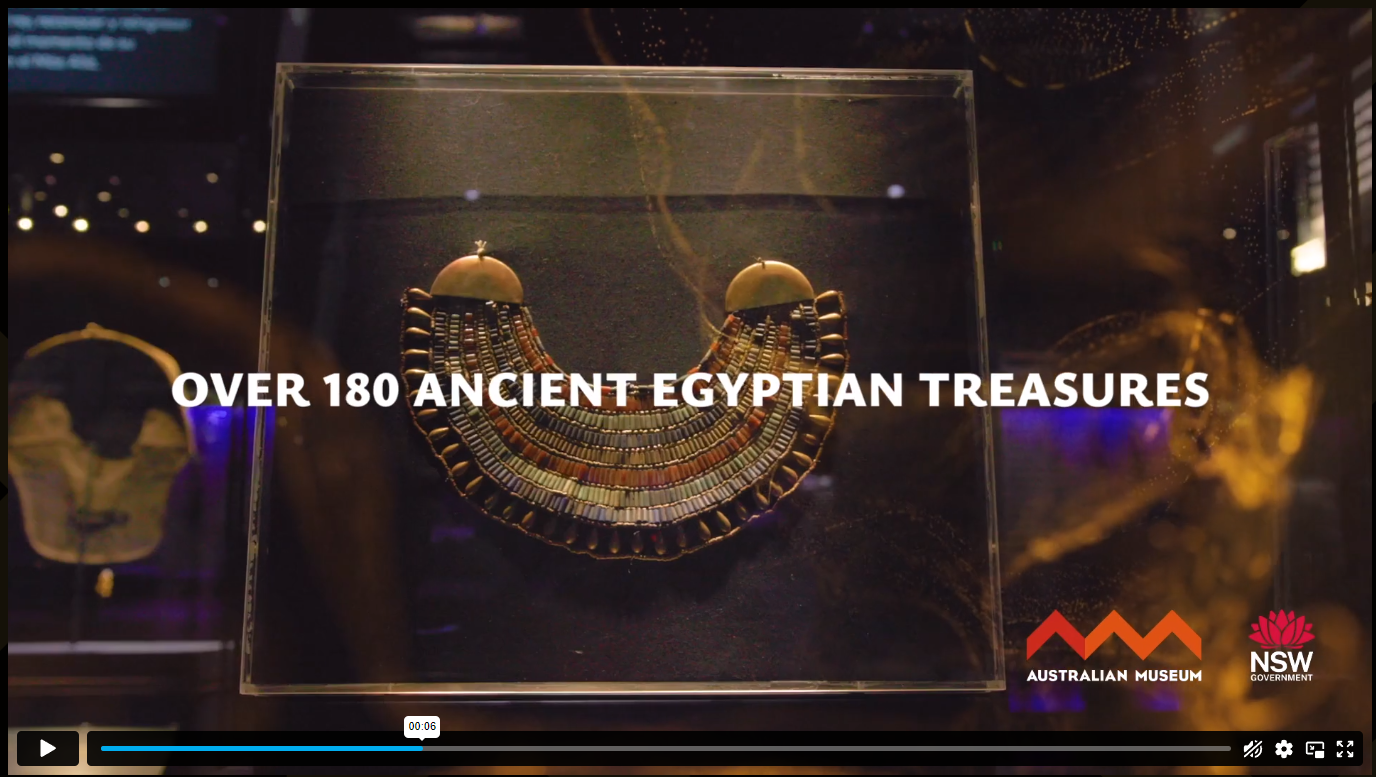 OVER 180 ANCIENT EGYPTIAN TREASURES
AUSTRALIAN MUSEUM
NSW
GOVERNMENT
00:06